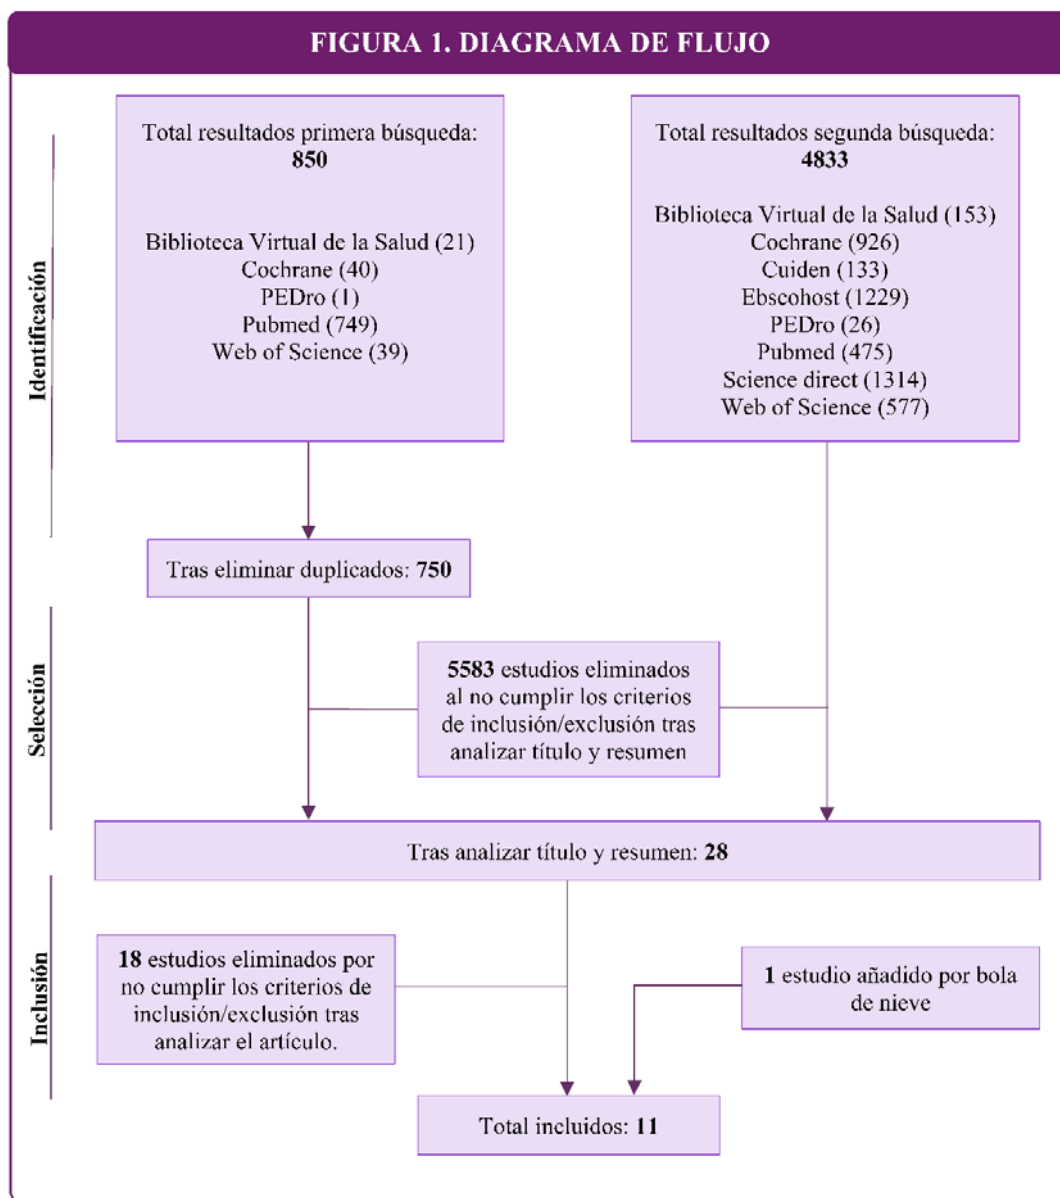 FIGURA 1. DIAGRAMA DE FLUJO
Identificación
Total resultados primera búsqueda:
850
Biblioteca Virtual de la Salud (21)
Cochrane (40)
PEDro (1)
Pubmed (749)
Web of Science (39)
Total resultados segunda búsqueda:
4833
Biblioteca Virtual de la Salud (153)
Cochrane (926)
Cuiden (133)
Ebscohost (1229)
PEDro (26)
Pubmed (475)
Science direct (1314)
Web of Science (577)
Tras eliminar duplicados: 750
Selección
5583 estudios eliminados
al no cumplir los criterios
de inclusión/exclusión tras
analizar título y resumen
Tras analizar título y resumen: 28
Inclusión
18 estudios eliminados por
no cumplir los criterios de
inclusión/exclusión tras
analizar el artículo.
1 estudio añadido por bola
de nieve
Total incluidos: 11